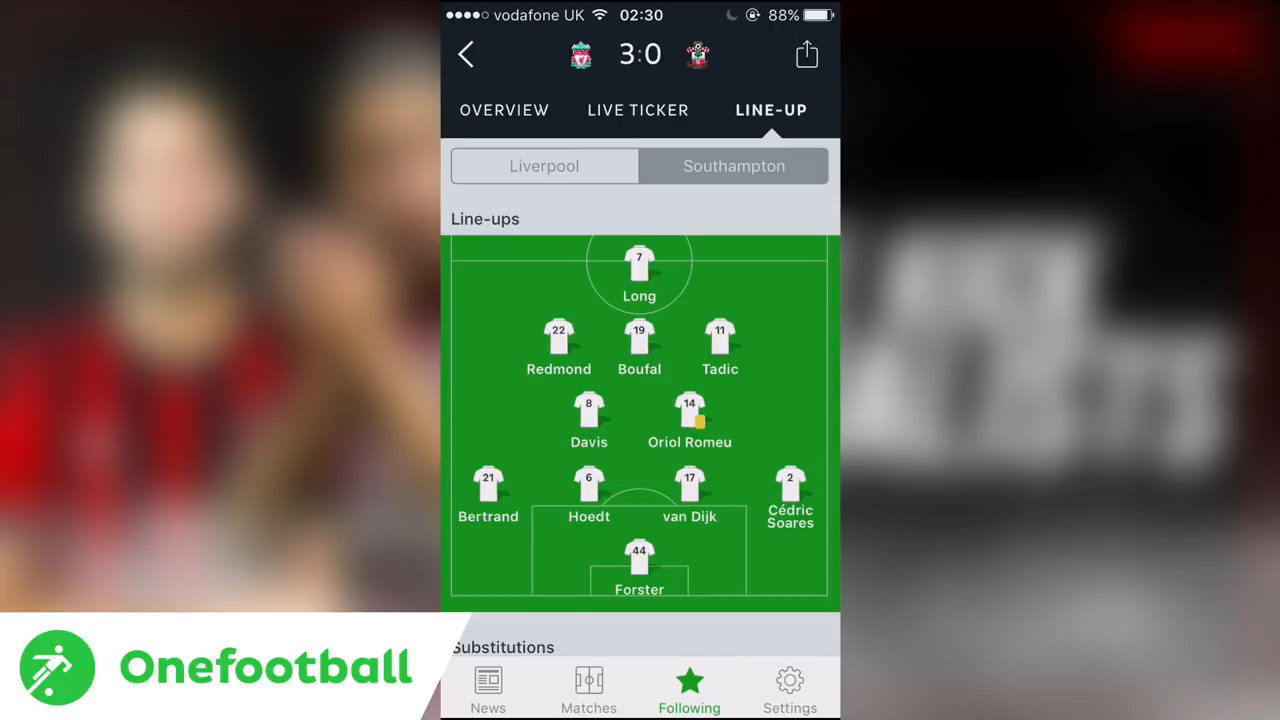 vodafone UK 02:30 88%
3:0
OVERVIEW LIVE TICKER LINE-UP
Liverpool Southampton
Line-ups
7
Long
22 19 11
Redmond Boufal Tadic
8 14
Davis Oriol Romeu
21 6 17 2
Bertrand Hoedt van Dijk Cédric
Soares
44
Forster
Substitutions
News Matches Following Settings
Onefootball